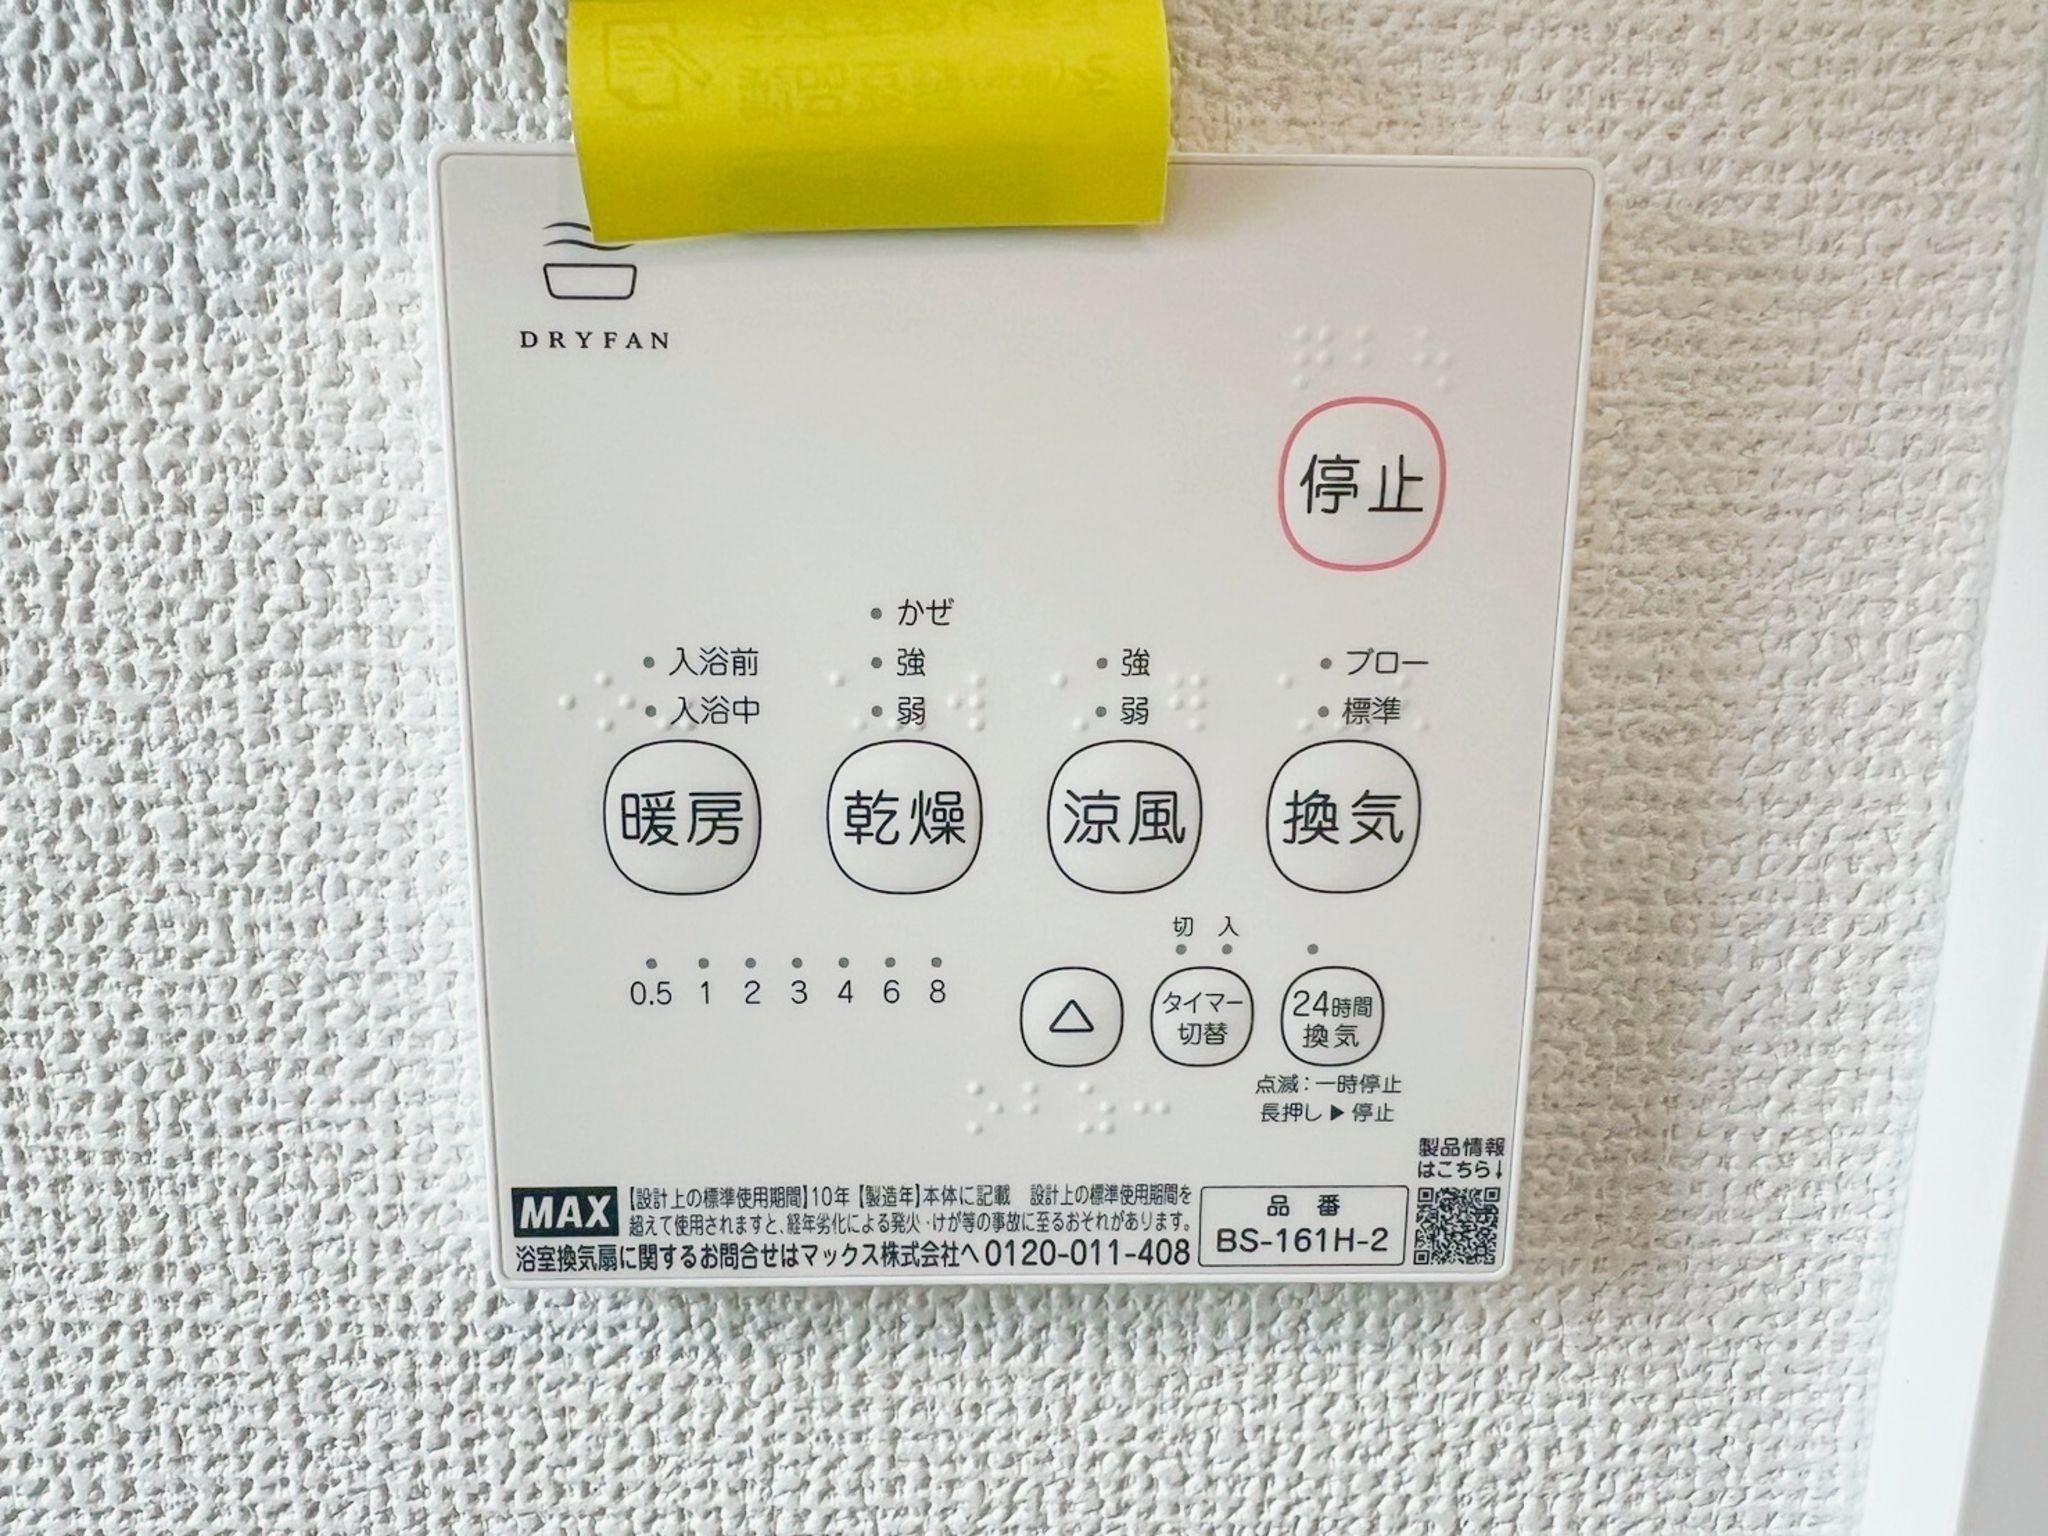 DRYFAN
停止
かぜ
入浴前
強
強
ブロー
入浴中
弱
弱
標準
暖房
乾燥
涼風
換気
切 入
0.5 1 2 3 4 6 8
△
タイマー
切替
24時間
換気
点滅:一時停止
長押し▶停止
製品情報
はこちら↓
MAX
【設計上の標準使用期間】10年【製造年】本体に記載 設計上の標準使用期間を
超えて使用されますと、経年劣化による発火・けが等の事故に至るおそれがあります。
浴室換気扇に関するお問合せはマックス株式会社へ 0120-011-408
品番
BS-161H-2